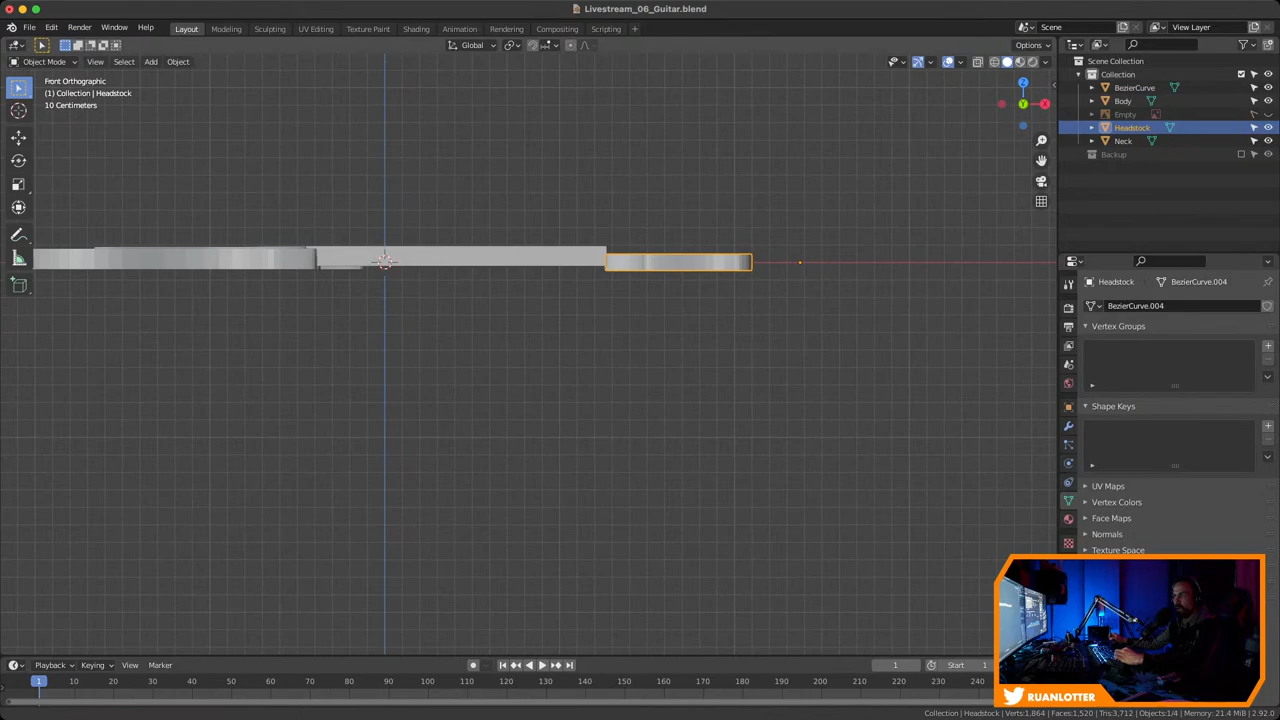 Livestream_06_Guitar.blend
File Edit Render Window Help Layout Modeling Sculpting UV Editing Texture Paint Shading Animation Rendering Compositing Scripting Scene View Layer
Global Options
Object Mode View Select Add Object
Front Orthographic
(1) Collection | Headstock
10 Centimeters
Z
Y
X
Scene Collection
Collection
BezierCurve
Body
Empty
Headstock
Neck
Backup
Headstock BezierCurve.004
BezierCurve.004
Vertex Groups
Shape Keys
UV Maps
Vertex Colors
Face Maps
Normals
Texture Space
Playback Keying View Marker 1 Start 1
1 10 20 30 40 50 60 70 80 90 100 110 120 130 140 150 160 170 180 190 200 210 220 230 240
RUANLOTTER
Collection | Headstock | Verts:1,864 | Faces:1,520 | Tris:3,712 | Objects:1/4 | Memory: 21.4 MiB | 2.92.0